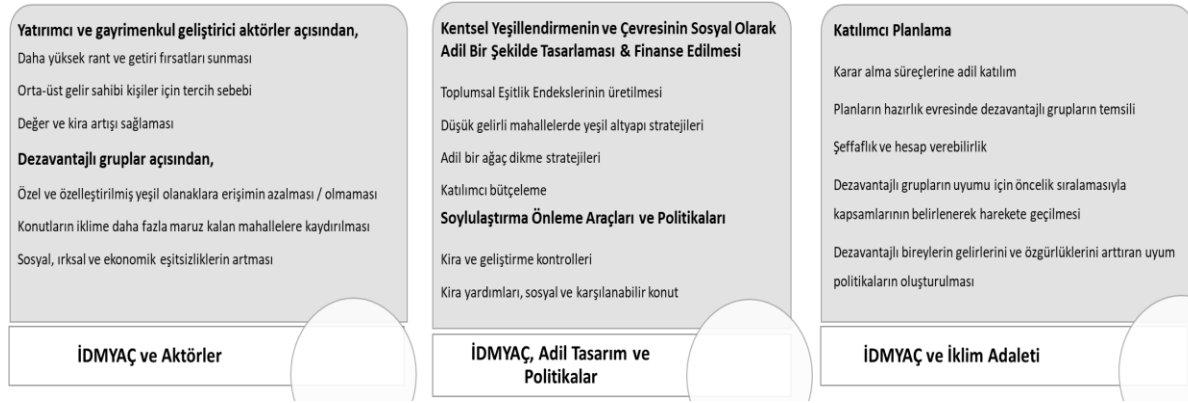 Yatırımcı ve gayrimenkul geliştirici aktörler açısından,
Daha yüksek rant ve getiri fırsatları sunması
Orta-üst gelir sahibi kişiler için tercih sebebi
Değer ve kira artışı sağlaması
Dezavantajlı gruplar açısından,
Özel ve özelleştirilmiş yeşil olanaklara erişimin azalması / olmaması
Konutların iklime daha fazla maruz kalan mahallelere kaydırılması
Sosyal, ırksal ve ekonomik eşitsizliklerin artması
İDMYAÇ ve Aktörler
Kentsel Yeşillendirmenin ve Çevresinin Sosyal Olarak
Adil Bir Şekilde Tasarlaması & Finanse Edilmesi
Toplumsal Eşitlik Endekslerinin üretilmesi
Düşük gelirli mahallelerde yeşil altyapı stratejileri
Adil bir ağaç dikme stratejileri
Katılımcı bütçeleme
Soylulaştırma Önleme Araçları ve Politikaları
Kira ve geliştirme kontrolleri
Kira yardımları, sosyal ve karşılanabilir konut
İDMYAÇ, Adil Tasarım ve
Politikalar
Katılımcı Planlama
Karar alma süreçlerine adil katılım
Planların hazırlık evresinde dezavantajlı grupların temsili
Şeffaflık ve hesap verebilirlik
Dezavantajlı grupların uyumu için öncelik sıralamasıyla
kapsamlarının belirlenerek harekete geçilmesi
Dezavantajlı bireylerin gelirlerini ve özgürlüklerini arttıran uyum
politikaların oluşturulması
İDMYAÇ ve İklim Adaleti